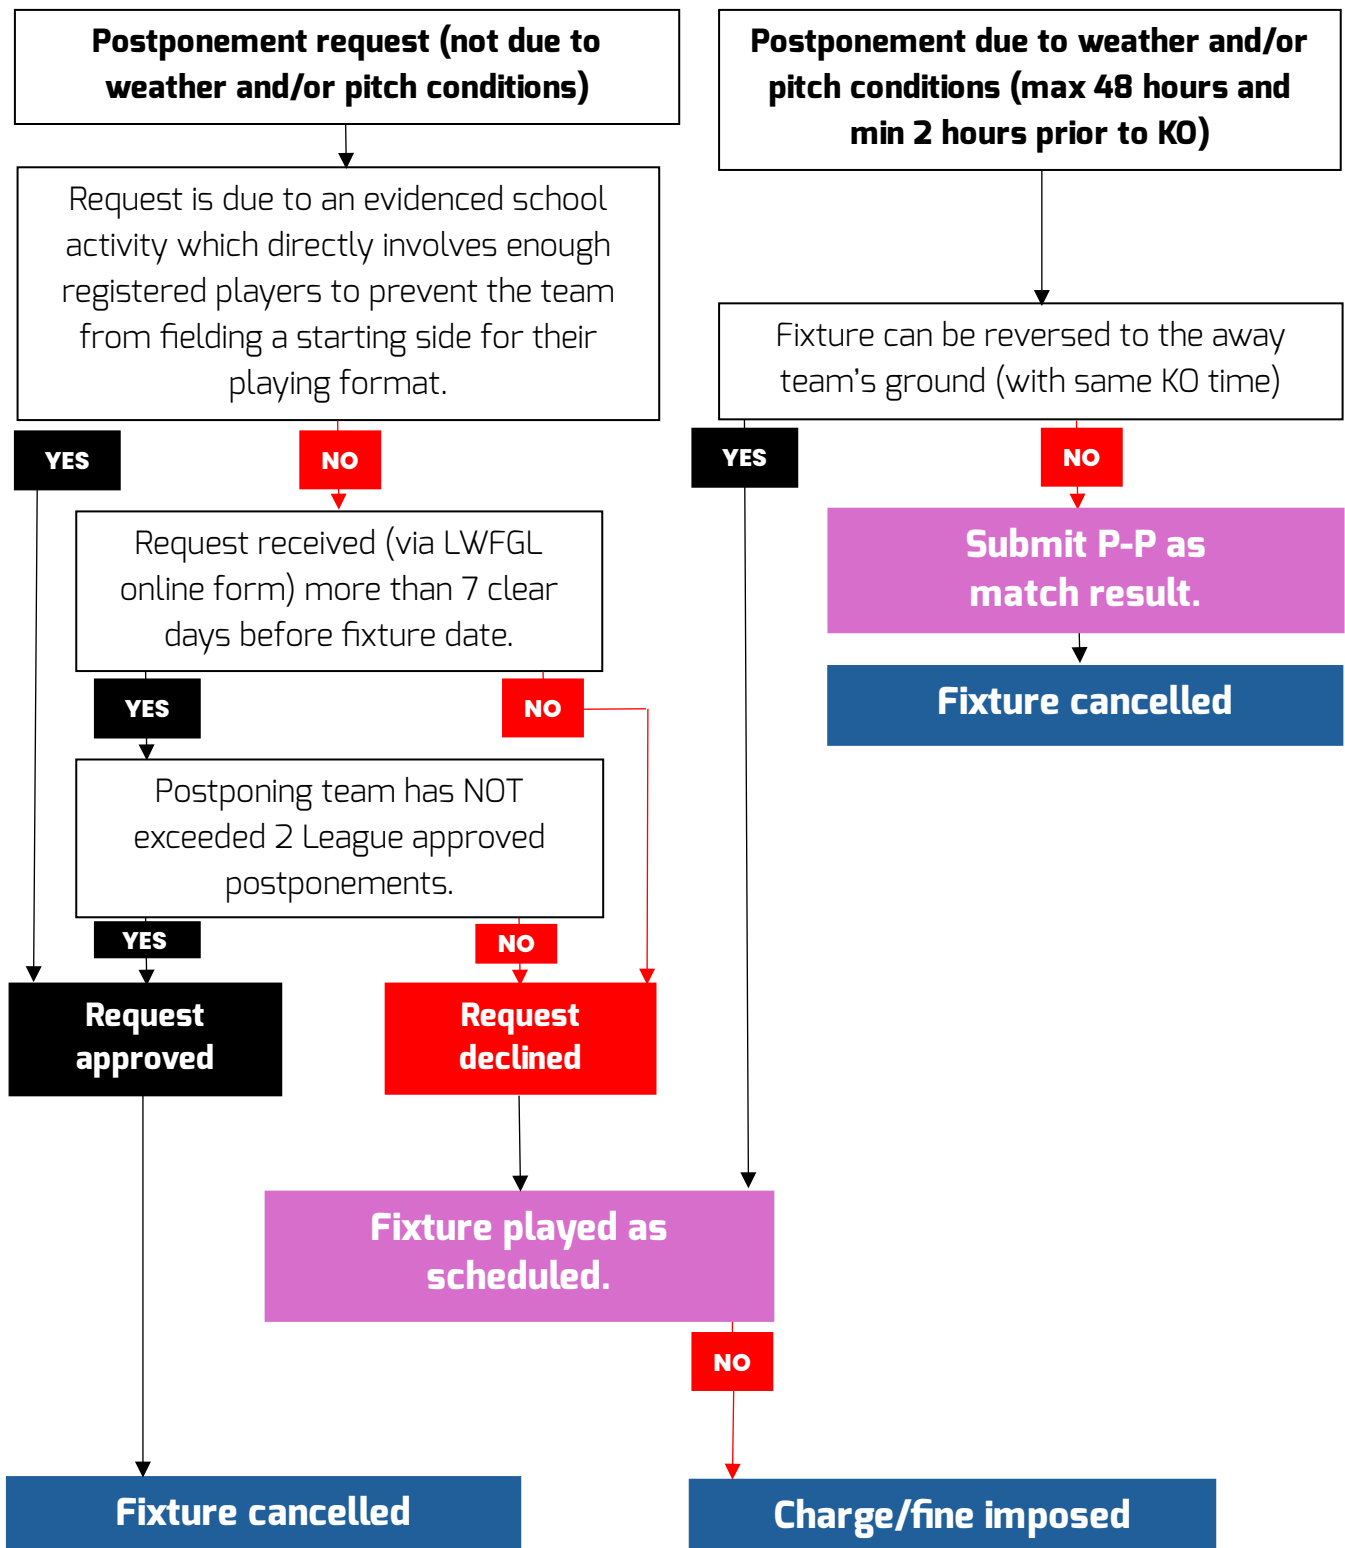 Postponement request (not due to
weather and/or pitch conditions)
Request is due to an evidenced school
activity which directly involves enough
registered players to prevent the team
from fielding a starting side for their
playing format.
YES
NO
Request received (via LWFGL
online form) more than 7 clear
days before fixture date.
YES
NO
Postponing team has NOT
exceeded 2 League approved
postponements.
YES
NO
Request
approved
Request
declined
Postponement due to weather and/or
pitch conditions (max 48 hours and
min 2 hours prior to KO)
Fixture can be reversed to the away
team’s ground (with same KO time)
YES
NO
Submit P-P as
match result.
Fixture cancelled
Fixture played as
scheduled.
NO
Fixture cancelled
Charge/fine imposed